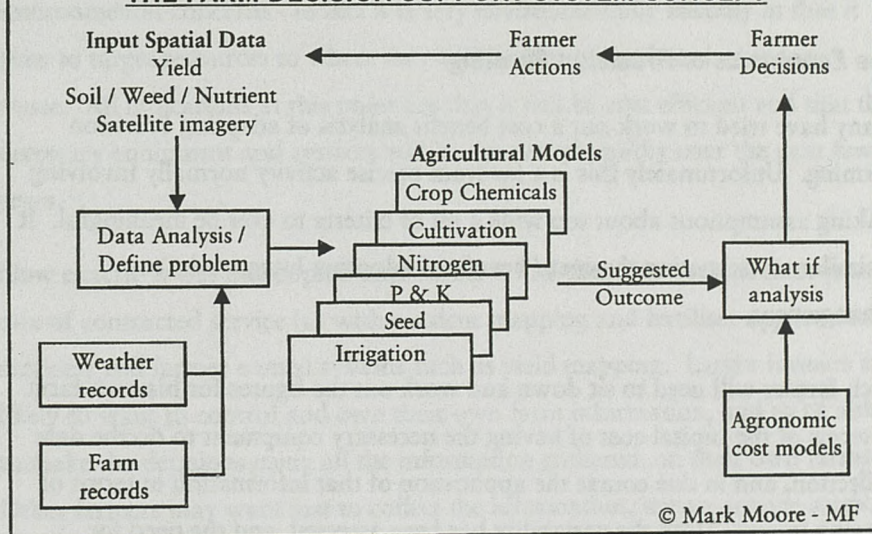 THE FARM DECISION SUPPORT SYSTEM CONCEPT
Input Spatial Data
Yield
Soil / Weed / Nutrient
Satellite imagery
Farmer
Actions
Farmer
Decisions
Agricultural Models
Crop Chemicals
Cultivation
Nitrogen
P & K
Seed
Irrigation
Data Analysis /
Define problem
Suggested
Outcome
What if
analysis
Weather
records
Farm
records
Agronomic
cost models
© Mark Moore - MF